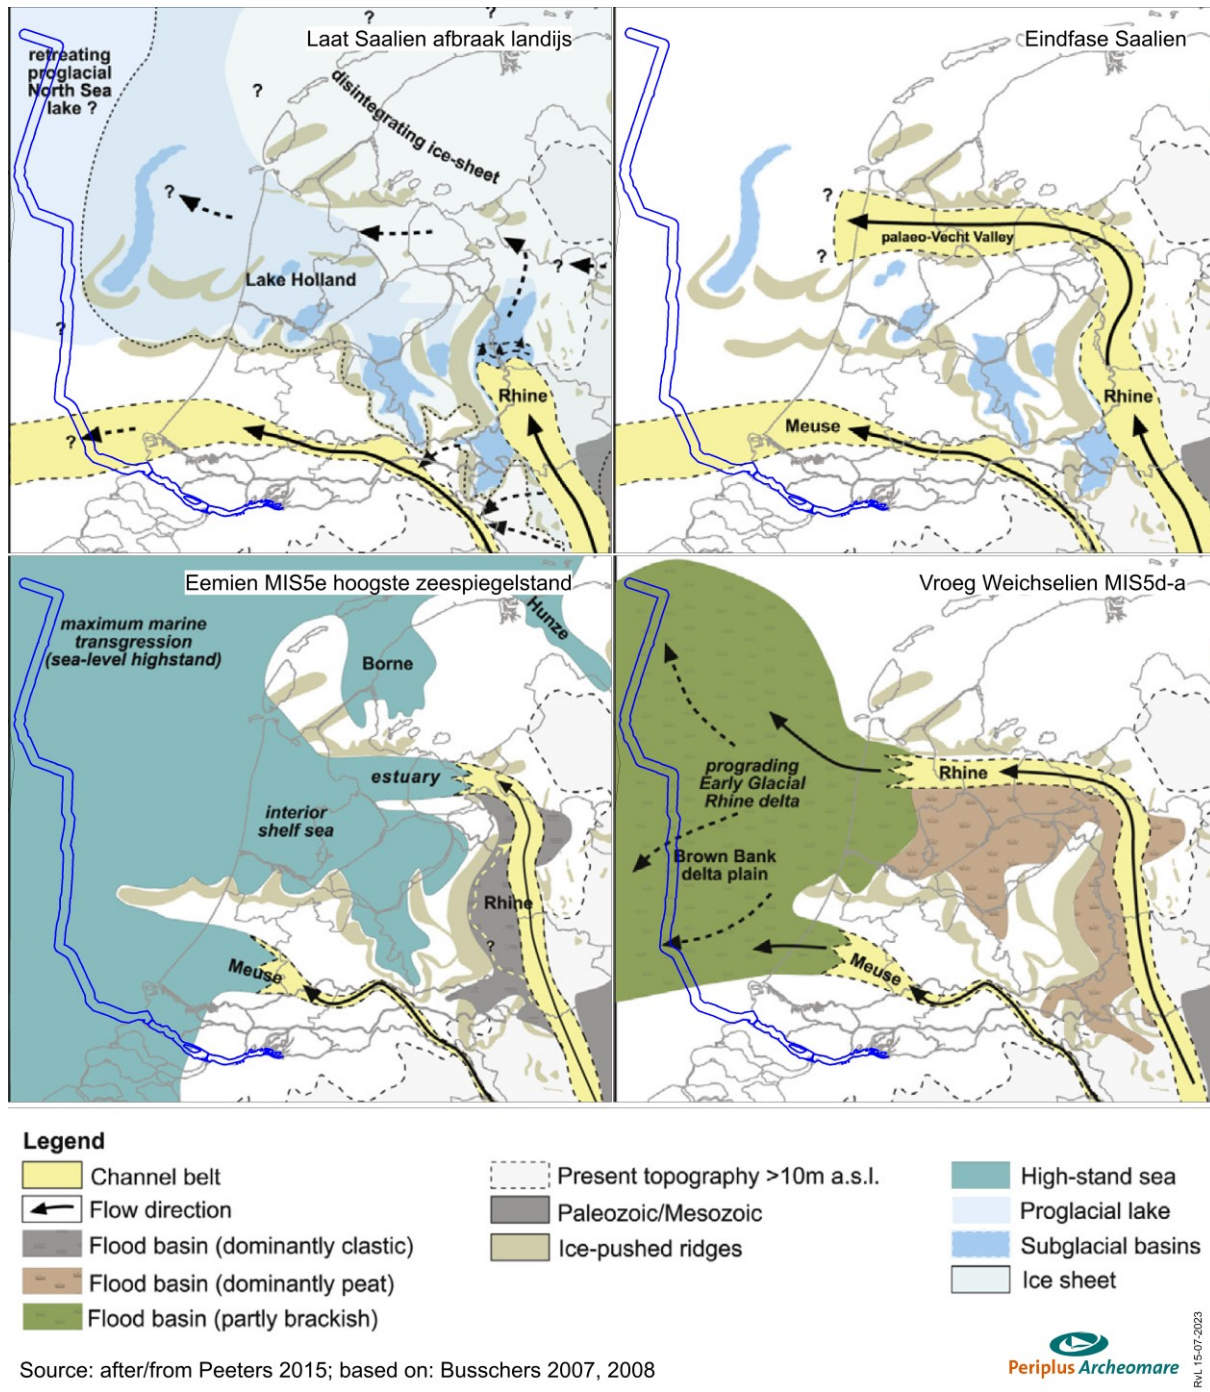 Laat Saalien afbraak landijs
?
?
retreating
proglacial
North Sea
lake ?
?
disintegrating ice-sheet
?
?
Lake Holland
?
Rhine
?
Eindfase Saalien
?
palaeo-Vecht Valley
?
Rhine
Meuse
Eemien MIS5e hoogste zeespiegelstand
maximum marine
transgression
(sea-level highstand)
Hunze
Borne
estuary
interior
shelf sea
Rhine
?
Meuse
Vroeg Weichselien MIS5d-a
prograding
Early Glacial
Rhine delta
Rhine
Brown Bank
delta plain
Meuse
Legend
Channel belt
Flow direction
Flood basin (dominantly clastic)
Flood basin (dominantly peat)
Flood basin (partly brackish)
Present topography >10m a.s.l.
Paleozoic/Mesozoic
Ice-pushed ridges
High-stand sea
Proglacial lake
Subglacial basins
Ice sheet
Source: after/from Peeters 2015; based on: Busschers 2007, 2008
Periplus Archeomare
RvL 15-07-2023